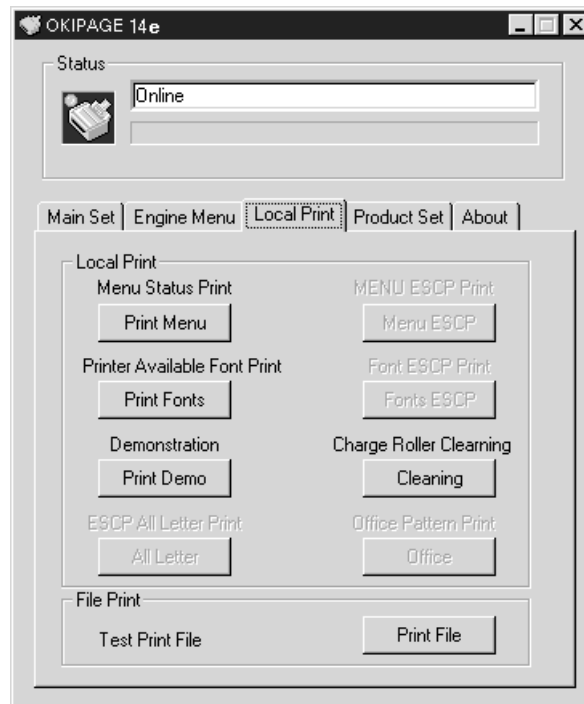 OKIPAGE 14e
Status
Online
Main Set Engine Menu Local Print Product Set About
Local Print
Menu Status Print MENU ESCP Print
Print Menu Menu ESCP
Printer Available Font Print Font ESCP Print
Print Fonts Fonts ESCP
Demonstration Charge Roller Clearning
Print Demo Cleaning
ESCP All Letter Print Office Pattern Print
All Letter Office
File Print
Test Print File Print File